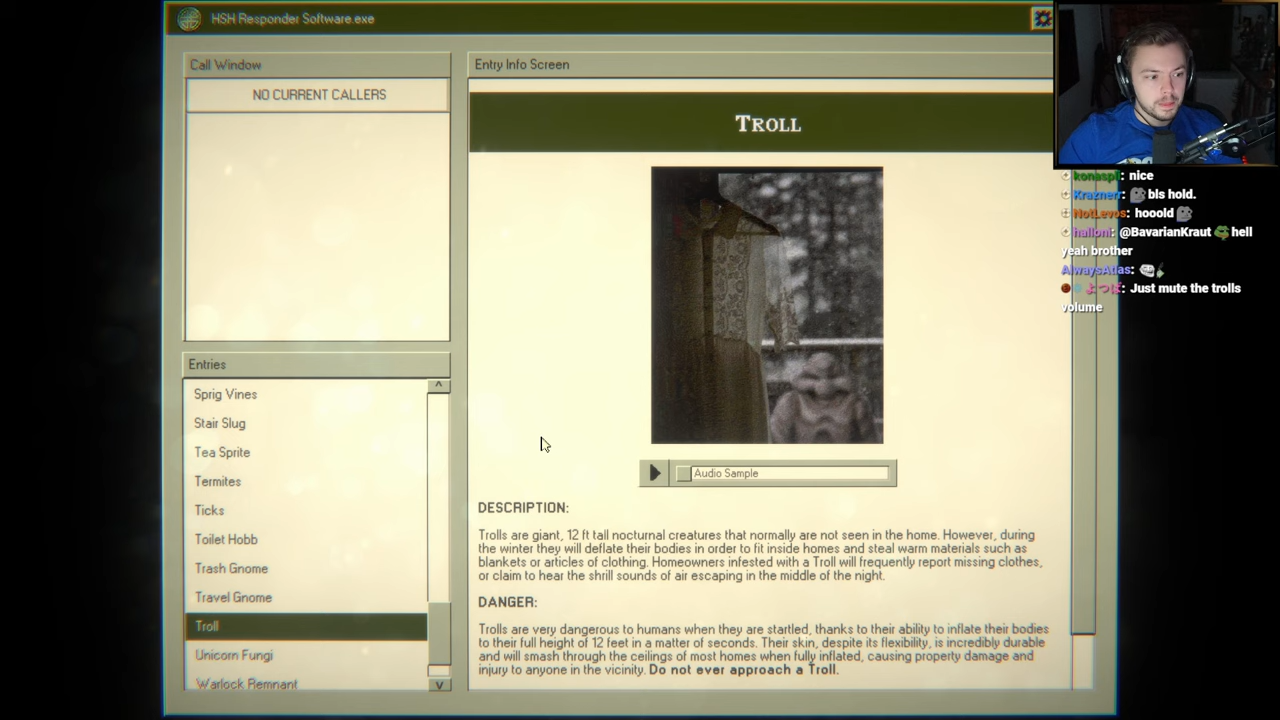 HSH Responder Software.exe
Call Window
NO CURRENT CALLERS
Entries
Sprig Vines
Stair Slug
Tea Sprite
Termites
Ticks
Toilet Hobb
Trash Gnome
Travel Gnome
Troll
Unicorn Fungi
Warlock Remnant
Entry Info Screen
TROLL
Audio Sample
DESCRIPTION:
Trolls are giant, 12 ft tall nocturnal creatures that normally are not seen in the home. However, during
the winter they will deflate their bodies in order to fit inside homes and steal warm materials such as
blankets or articles of clothing. Homeowners infested with a Troll will frequently report missing clothes,
or claim to hear the shrill sounds of air escaping in the middle of the night.
DANGER:
Trolls are very dangerous to humans when they are startled, thanks to their ability to inflate their bodies
to their full height of 12 feet in a matter of seconds. Their skin, despite its flexibility, is incredibly durable
and will smash through the ceilings of most homes when fully inflated, causing property damage and
injury to anyone in the vicinity. Do not ever approach a Troll.
: nice
Kraznerr: bls hold.
NotLevos: hooold
halloni: @BavarianKraut hell
yeah brother
AlwaysAtlas:
よつば: Just mute the trolls
volume